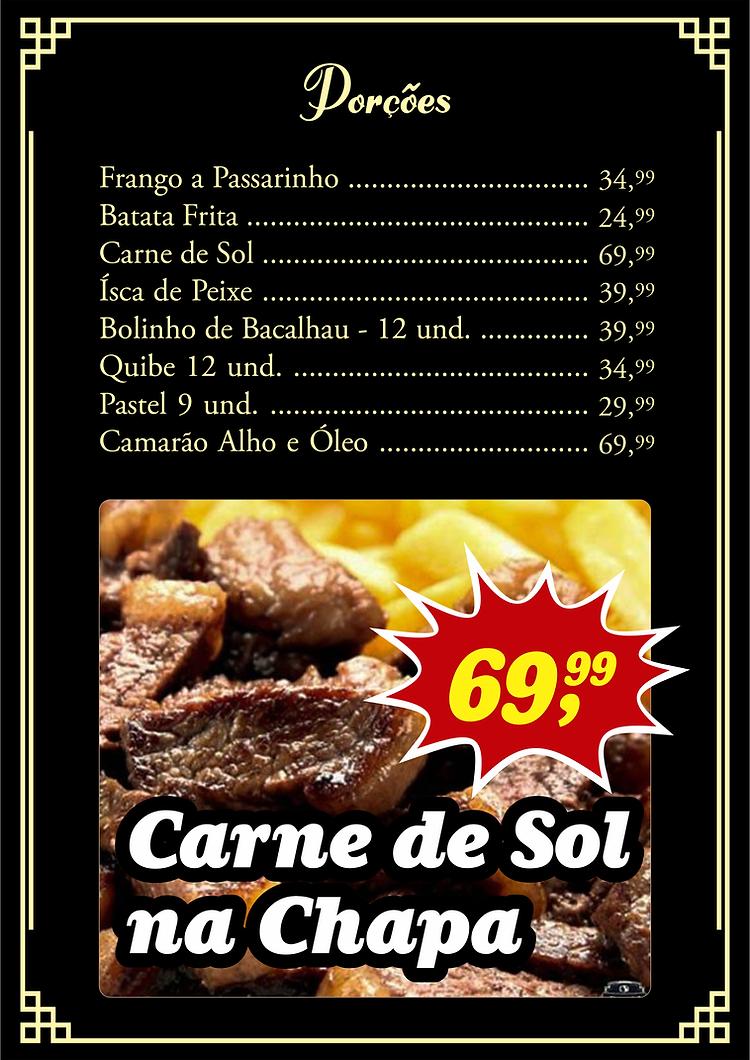 Porções
Frango a Passarinho ............................... 34,99
Batata Frita ............................................ 24,99
Carne de Sol .......................................... 69,99
Ísca de Peixe .......................................... 39,99
Bolinho de Bacalhau - 12 und. .............. 39,99
Quibe 12 und. ...................................... 34,99
Pastel 9 und. ......................................... 29,99
Camarão Alho e Óleo ........................... 69,99
69,99
Carne de Sol
na Chapa